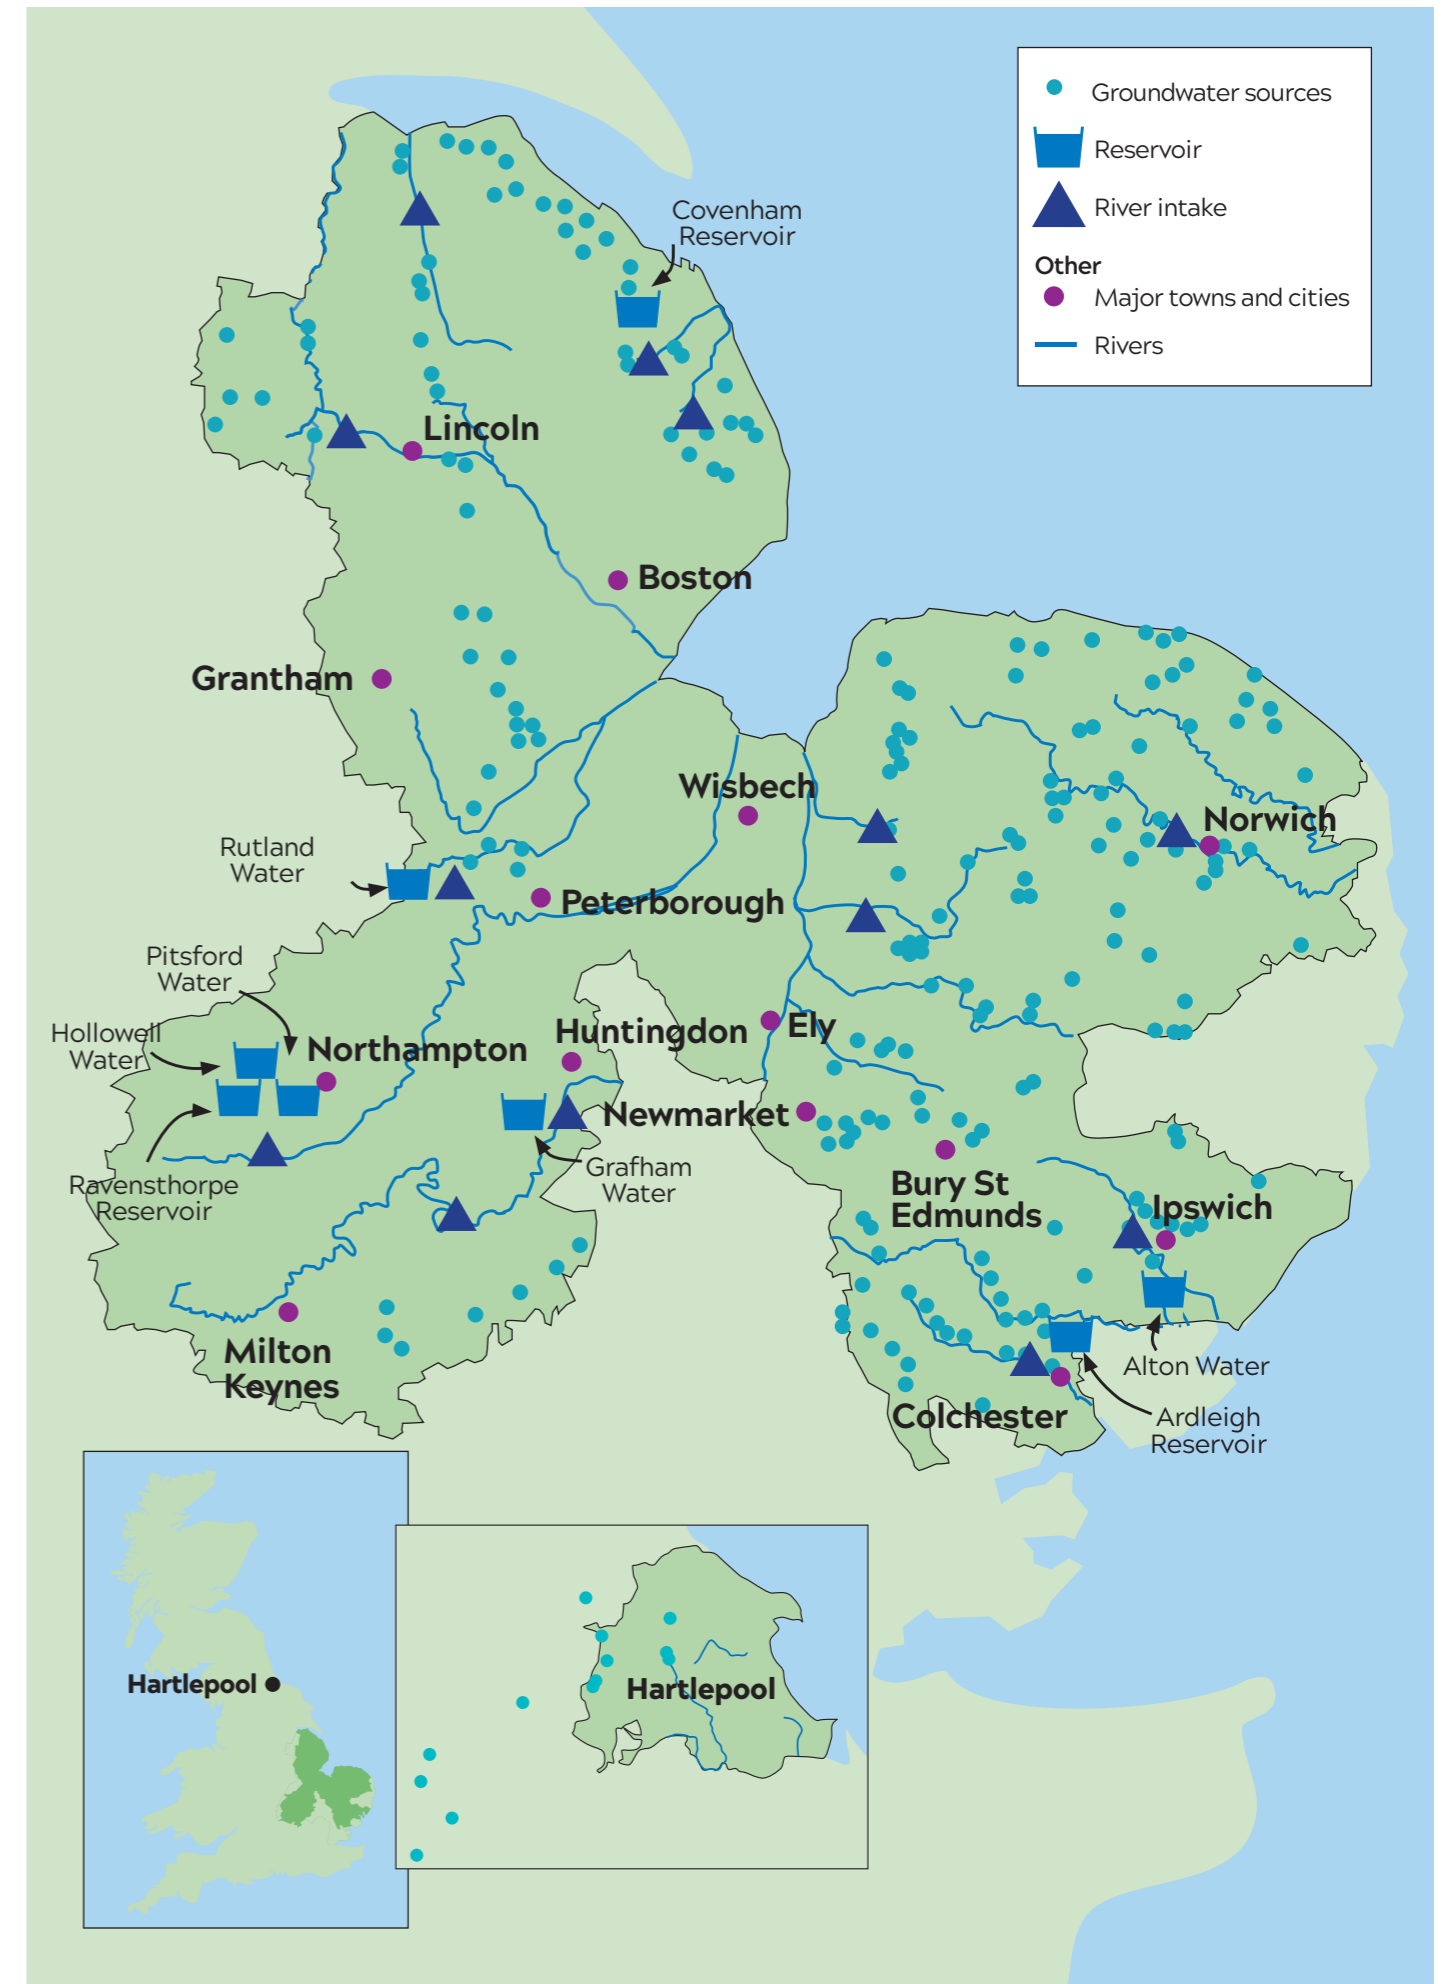 Groundwater sources
Reservoir
River intake
Other
Major towns and cities
Rivers
Covenham
Reservoir
Lincoln
Boston
Grantham
Wisbech
Norwich
Rutland
Water
Peterborough
Pitsford
Water
Hollowell
Water
Northampton
Huntingdon
Ely
Newmarket
Grafham
Water
Ravensthorpe
Reservoir
Bury St
Edmunds
Ipswich
Milton
Keynes
Alton Water
Colchester
Ardleigh
Reservoir
Hartlepool
Hartlepool